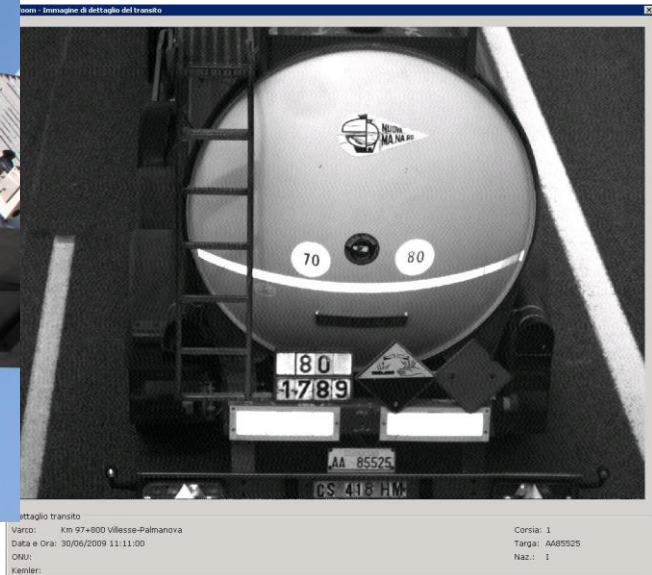 room - Immagine di dettaglio del transito
NUOVA
MA.NA.RO
70
80
80
1789
AA 85525
CS 418 HM
Dettaglio transito
Varco: Km 97+800 Villesse-Palmanova
Corsia: 1
Data e Ora: 30/06/2009 11:11:00
Targa: AA85525
ONU:
Naz.: I
Kemler: